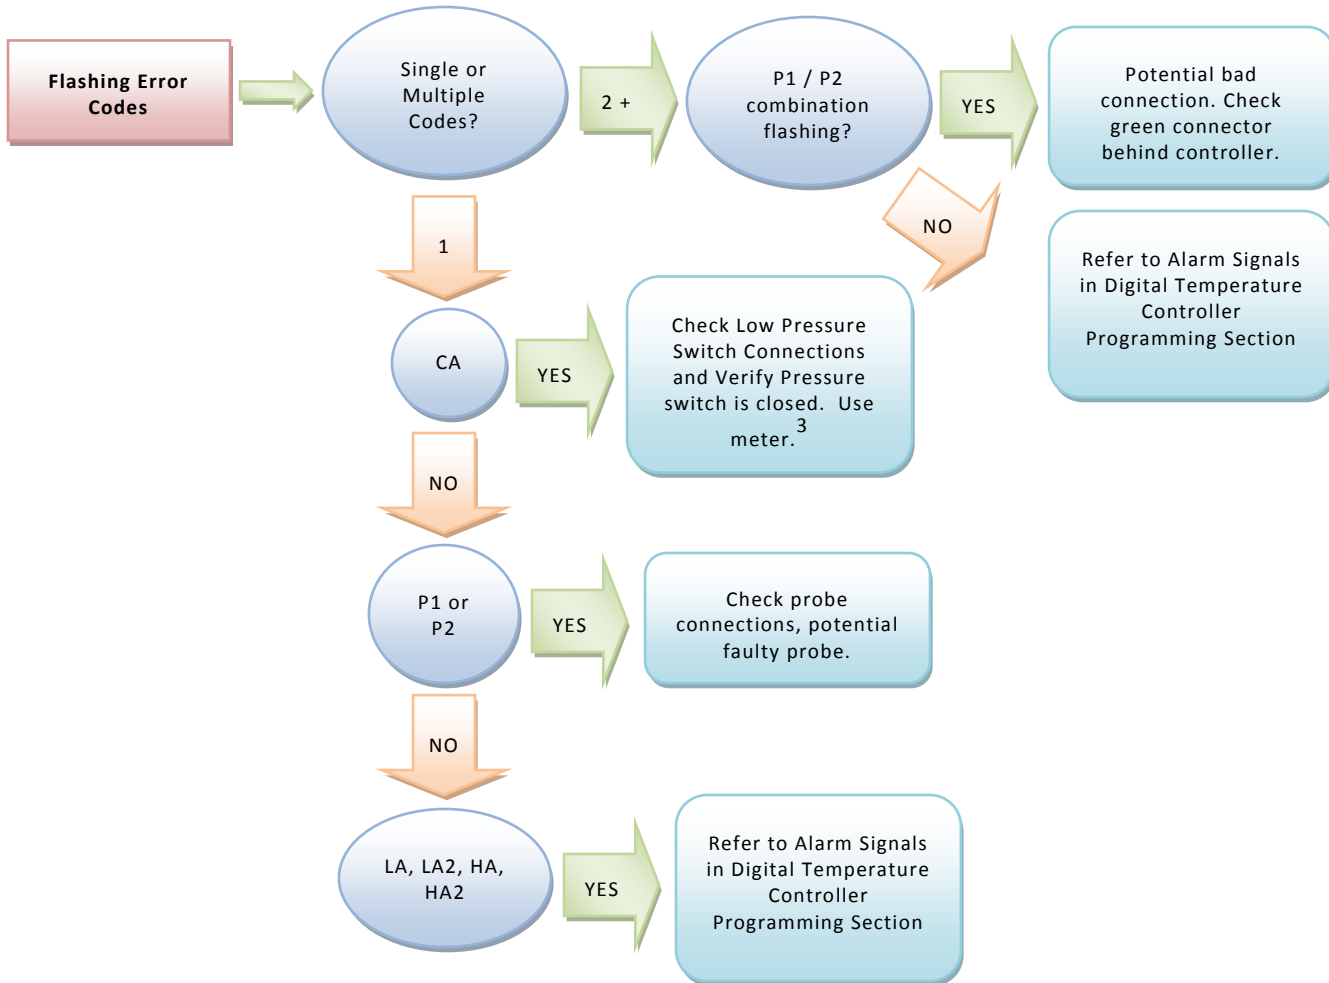 Flashing Error
Codes
Single or
Multiple
Codes?
2 +
P1 / P2
combination
flashing?
YES
Potential bad
connection. Check
green connector
behind controller.
NO
Refer to Alarm Signals
in Digital Temperature
Controller
Programming Section
1
CA
YES
Check Low Pressure
Switch Connections
and Verify Pressure
switch is closed. Use
meter.3
NO
P1 or
P2
YES
Check probe
connections, potential
faulty probe.
NO
LA, LA2, HA,
HA2
YES
Refer to Alarm Signals
in Digital Temperature
Controller
Programming Section